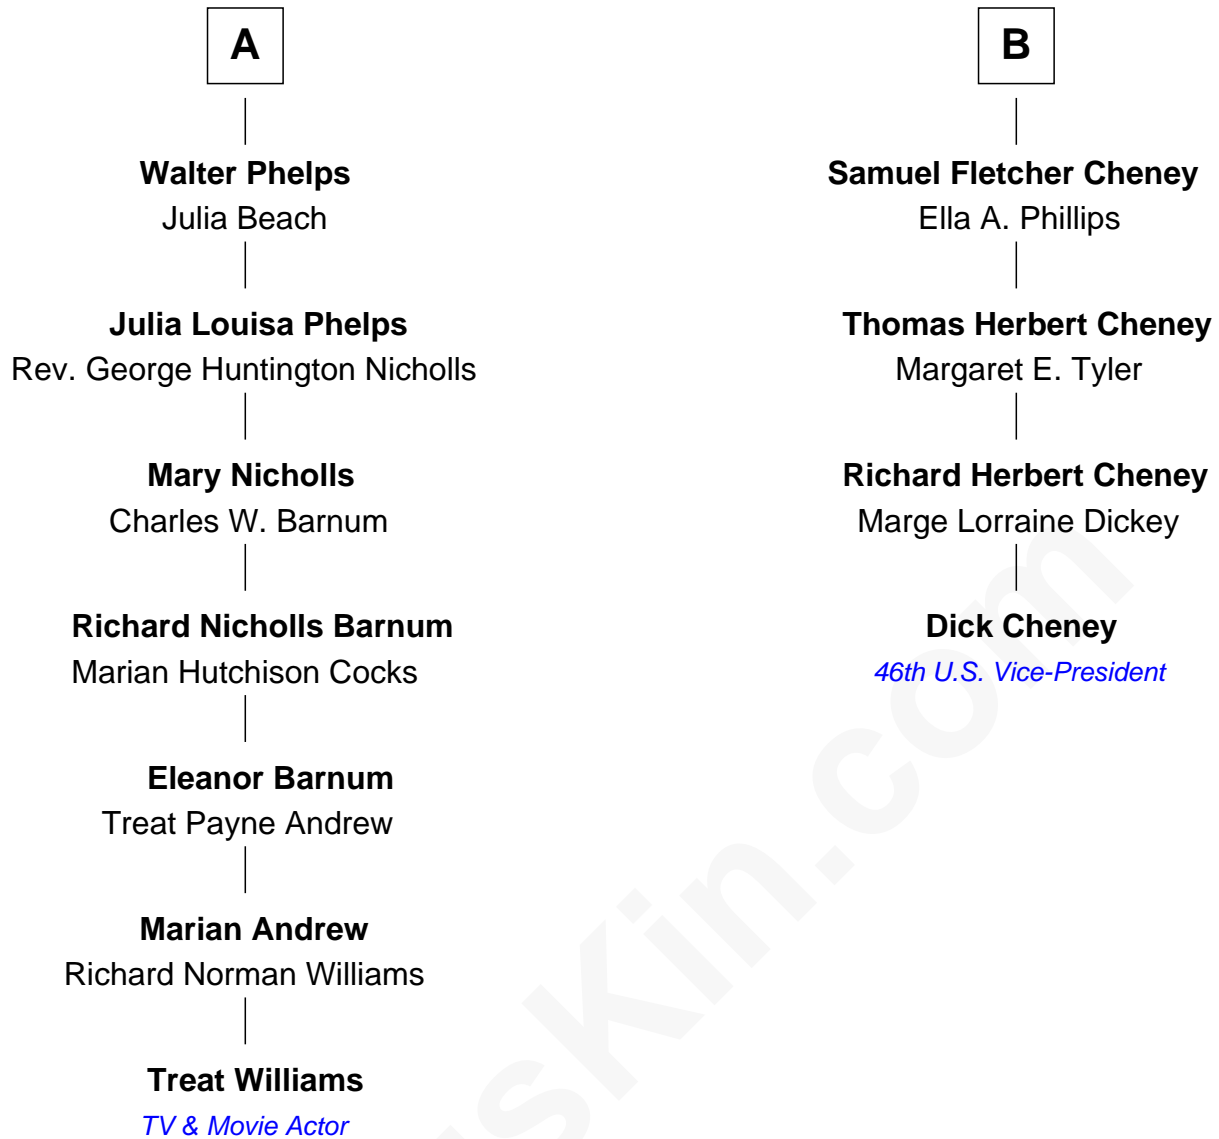 A
Walter Phelps
Julia Beach
Julia Louisa Phelps
Rev. George Huntington Nicholls
Mary Nicholls
Charles W. Barnum
Richard Nicholls Barnum
Marian Hutchison Cocks
Eleanor Barnum
Treat Payne Andrew
Marian Andrew
Richard Norman Williams
Treat Williams
TV & Movie Actor
B
Samuel Fletcher Cheney
Ella A. Phillips
Thomas Herbert Cheney
Margaret E. Tyler
Richard Herbert Cheney
Marge Lorraine Dickey
Dick Cheney
46th U.S. Vice-President
sKin.com